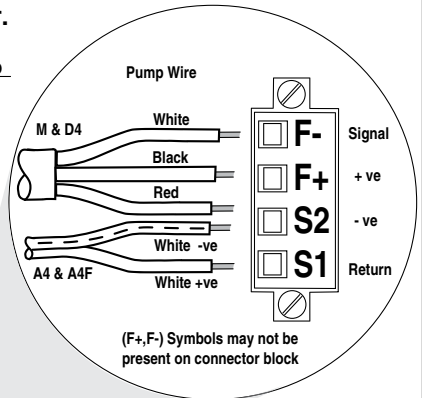 Pump Wire
M & D4
White
Black
Red
White -ve
White +ve
A4 & A4F
F- Signal
F+ + ve
S2 - ve
S1 Return
(F+,F-) Symbols may not be
present on connector block